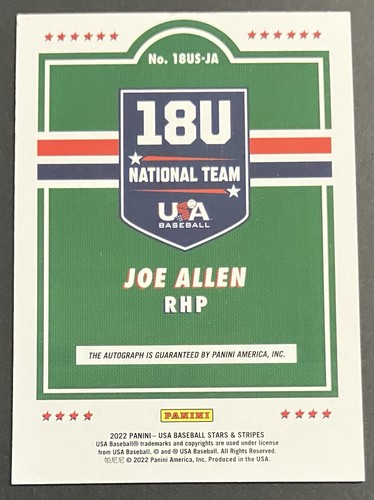 No. 18US-JA
18U
NATIONAL TEAM
USA
BASEBALL
JOE ALLEN
RHP
THE AUTOGRAPH IS GUARANTEED BY PANINI AMERICA, INC.
PANINI
2022 PANINI – USA BASEBALL STARS & STRIPES
USA Baseball® trademarks and copyrights are used under license
from USA Baseball. © and ® USA Baseball. All Rights Reserved.
帕尼尼 © 2022 Panini America, Inc. Produced in the USA.